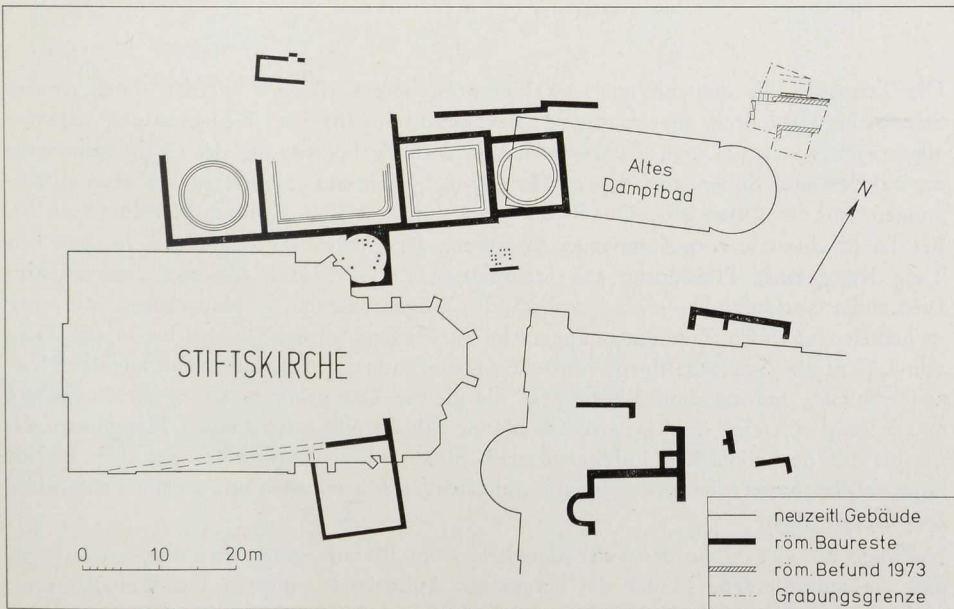 Altes
Dampfbad
N
STIFTSKIRCHE
0 10 20m
neuzeitl. Gebäude
röm. Baureste
röm. Befund 1973
Grabungsgrenze